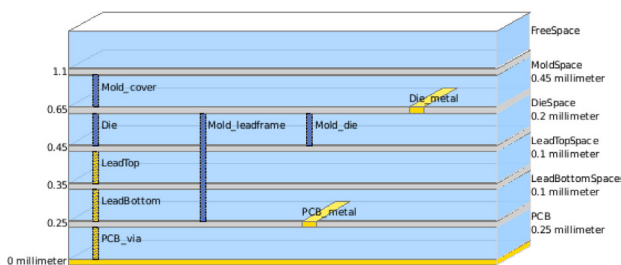 FreeSpace
MoldSpace
1.1
0.45 millimeter
Mold_cover
Die_metal
0.65
DieSpace
0.2 millimeter
Die
Mold_leadframe
Mold_die
0.45
LeadTopSpace
0.1 millimeter
LeadTop
0.35
LeadBottomSpaces
0.1 millimeter
LeadBottom
PCB_metal
0.25
PCB
0.25 millimeter
PCB_via
0 millimeter